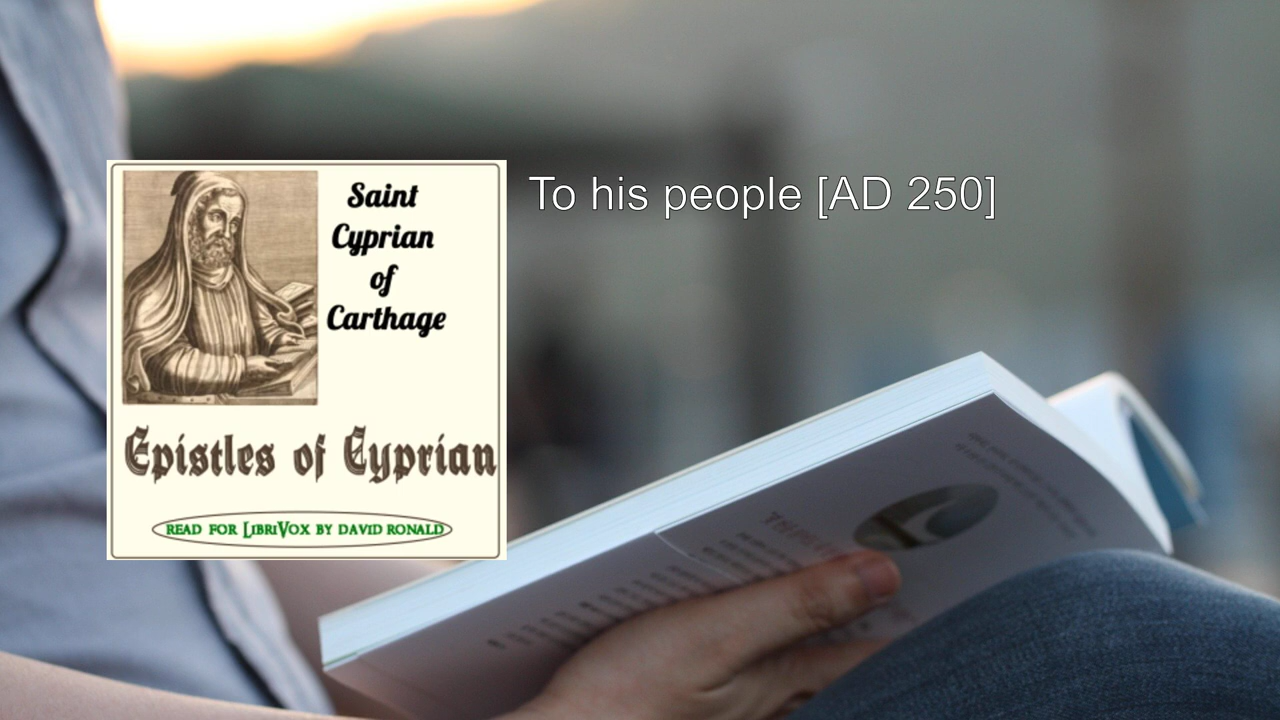 Saint
Cyprian
of
Carthage
To his people [AD 250]
Epistles of Cyprian
READ FOR LIBRIVOX BY DAVID RONALD